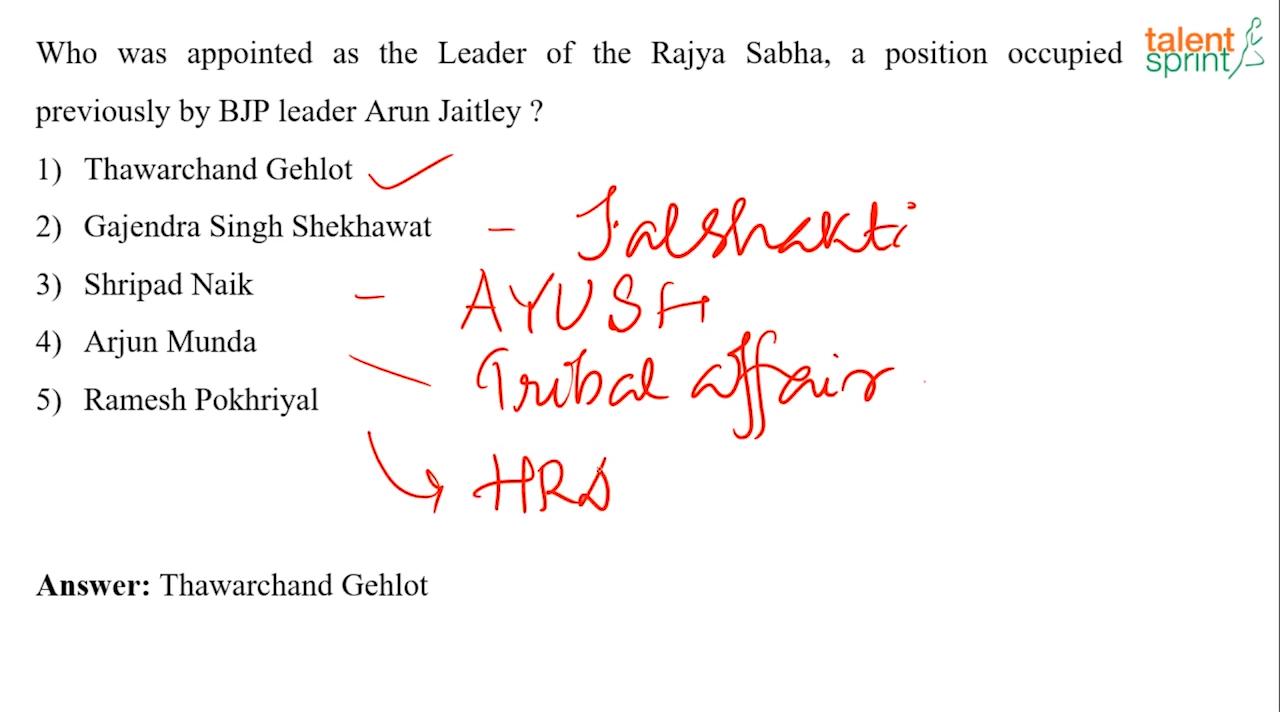 Who was appointed as the Leader of the Rajya Sabha, a position occupied
talent
sprint
previously by BJP leader Arun Jaitley ?
1) Thawarchand Gehlot
2) Gajendra Singh Shekhawat - Jalshakti
3) Shripad Naik - AYUSH
4) Arjun Munda - Tribal affair
5) Ramesh Pokhriyal
HRD
Answer: Thawarchand Gehlot